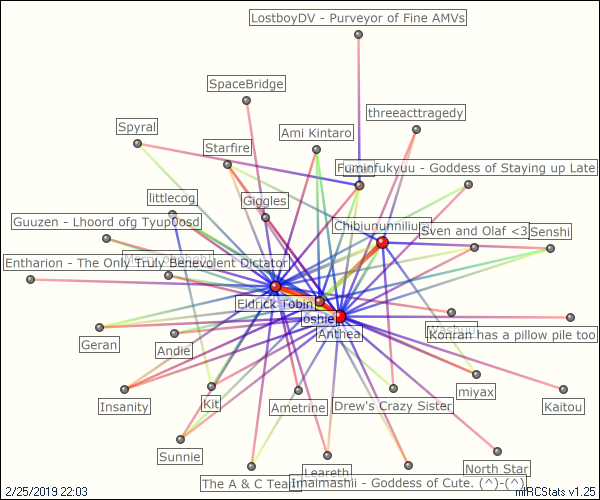 LostboyDV - Purveyor of Fine AMVs
SpaceBridge
threeacttragedy
Spyral
Ami Kintaro
Starfire
Fuminfukyuu - Goddess of Staying up Late
littlecog
Giggles
Guuzen - Lhoord ofg Tyup0osd
Chibiununnilium
Sven and Olaf <3
Senshi
Entharion - The Only Truly Benevolent Dictator
Eldrick Tobin
Joshie
Anthea
Konran has a pillow pile too
Geran
Andie
miyax
Insanity
Kit
Ametrine
Drew's Crazy Sister
Kaitou
Sunnie
The A & C Team
Leareth
North Star
Imaimashii - Goddess of Cute. (^)-(^)
2/25/2019 22:03
mIRCStats v1.25